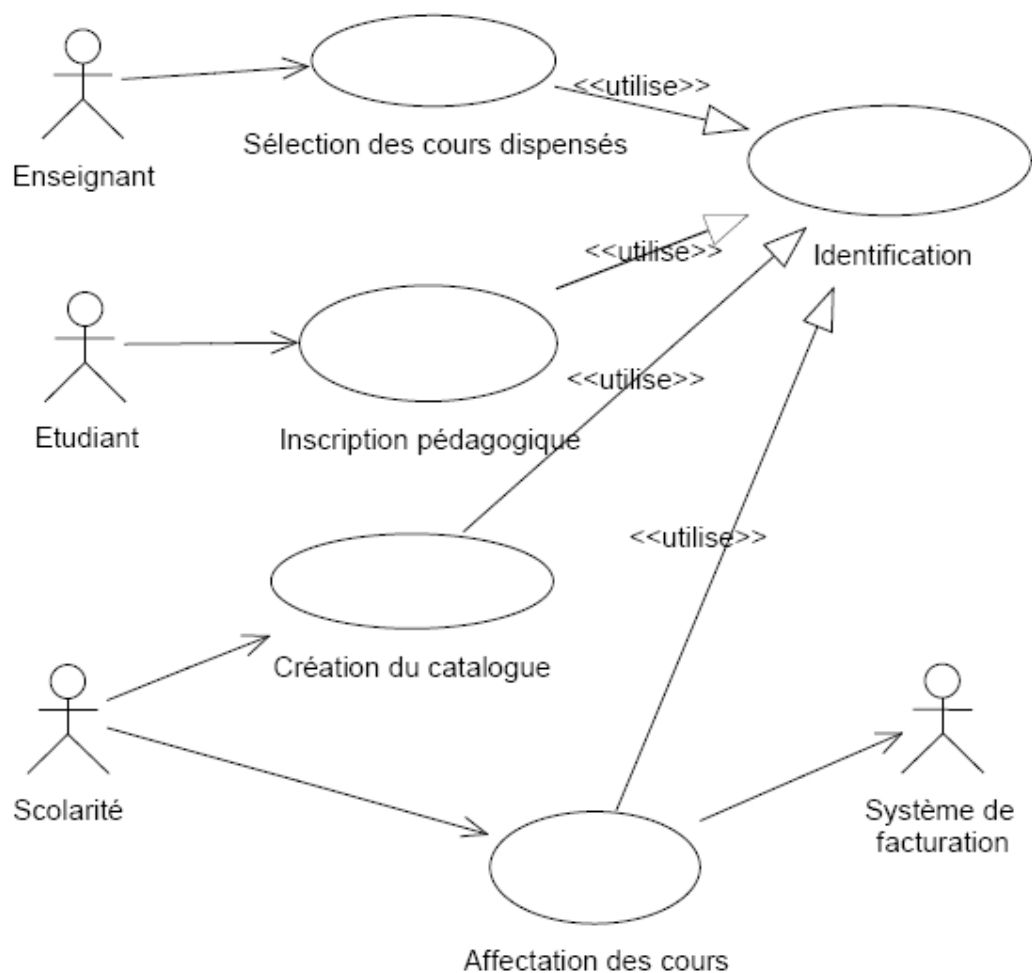 <<utilise>>
Sélection des cours dispensés
Enseignant
<<utilise>>
Identification
<<utilise>>
Etudiant
Inscription pédagogique
<<utilise>>
Création du catalogue
Scolarité
Système de
facturation
Affectation des cours